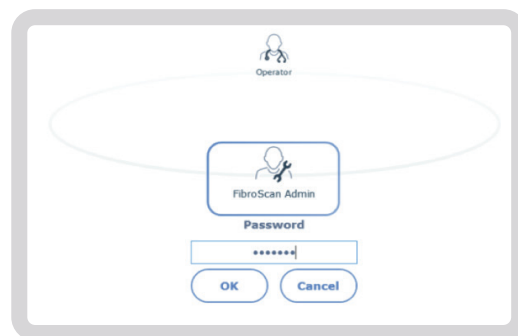 Operator
FibroScan Admin
Password
•••••••
OK
Cancel